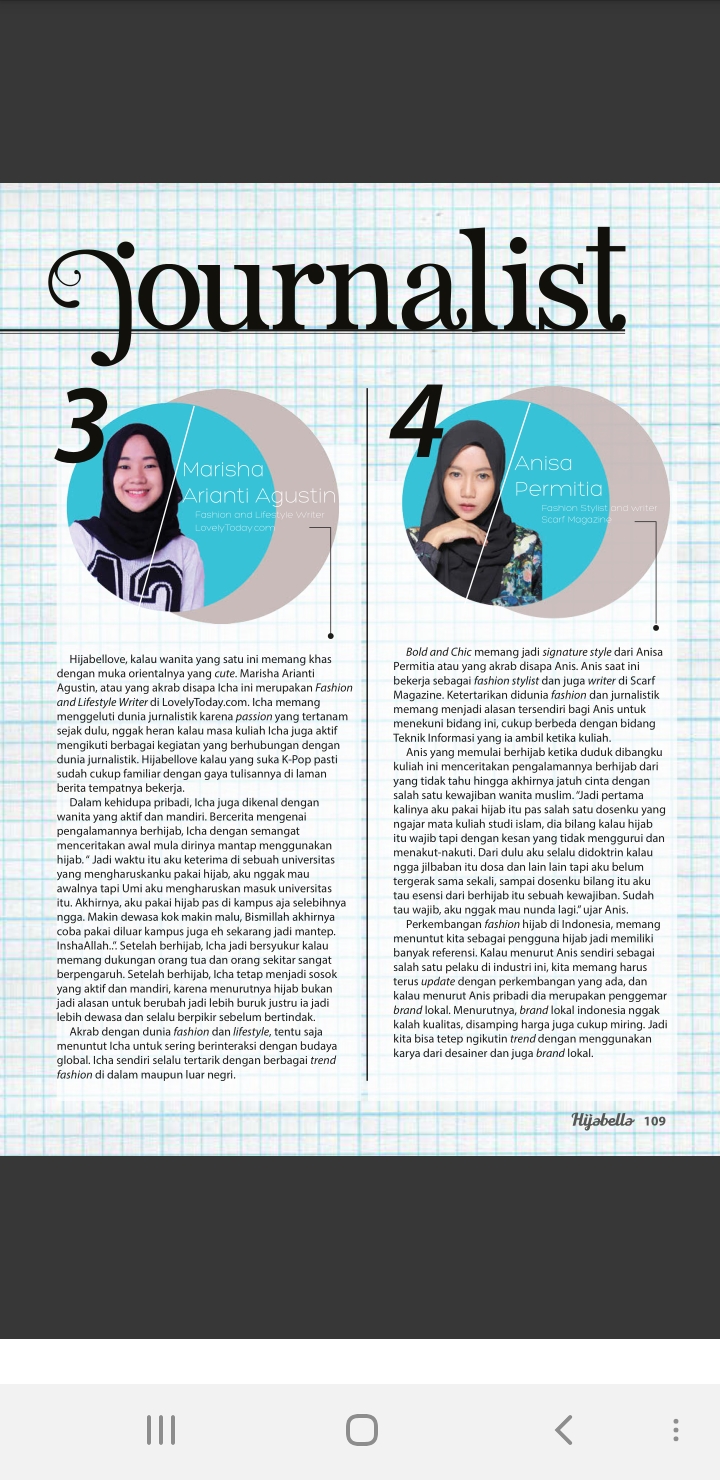 journalist
3
Marisha
Arianti Agustin
Fashion and Lifestyle Writer
LovelyToday.com
Hijabellove, kalau wanita yang satu ini memang khas
dengan muka orientalnya yang cute. Marisha Arianti
Agustin, atau yang akrab disapa Icha ini merupakan Fashion
and Lifestyle Writer di LovelyToday.com. Icha memang
menggeluti dunia jurnalistik karena passion yang tertanam
sejak dulu, nggak heran kalau masa kuliah Icha juga aktif
mengikuti berbagai kegiatan yang berhubungan dengan
dunia jurnalistik. Hijabellove kalau yang suka K-Pop pasti
sudah cukup familiar dengan gaya tulisannya di laman
berita tempatnya bekerja.
Dalam kehidupa pribadi, Icha juga dikenal dengan
wanita yang aktif dan mandiri. Bercerita mengenai
pengalamannya berhijab, Icha dengan semangat
menceritakan awal mula dirinya mantap menggunakan
hijab. “ Jadi waktu itu aku keterima di sebuah universitas
yang mengharuskanku pakai hijab, aku nggak mau
awalnya tapi Umi aku mengharuskan masuk universitas
itu. Akhirnya, aku pakai hijab pas di kampus aja selebihnya
ngga. Makin dewasa kok makin malu, Bismillah akhirnya
coba pakai diluar kampus juga eh sekarang jadi mantep.
InshaAllah..”. Setelah berhijab, Icha jadi bersyukur kalau
memang dukungan orang tua dan orang sekitar sangat
berpengaruh. Setelah berhijab, Icha tetap menjadi sosok
yang aktif dan mandiri, karena menurutnya hijab bukan
jadi alasan untuk berubah jadi lebih buruk justru ia jadi
lebih dewasa dan selalu berpikir sebelum bertindak.
Akrab dengan dunia fashion dan lifestyle, tentu saja
menuntut Icha untuk sering berinteraksi dengan budaya
global. Icha sendiri selalu tertarik dengan berbagai trend
fashion di dalam maupun luar negri.
4
Anisa
Permitia
Fashion Stylist and writer
Scarf Magazine
Bold and Chic memang jadi signature style dari Anisa
Permitia atau yang akrab disapa Anis. Anis saat ini
bekerja sebagai fashion stylist dan juga writer di Scarf
Magazine. Ketertarikan didunia fashion dan jurnalistik
memang menjadi alasan tersendiri bagi Anis untuk
menekuni bidang ini, cukup berbeda dengan bidang
Teknik Informasi yang ia ambil ketika kuliah.
Anis yang memulai berhijab ketika duduk dibangku
kuliah ini menceritakan pengalamannya berhijab dari
yang tidak tahu hingga akhirnya jatuh cinta dengan
salah satu kewajiban wanita muslim. “Jadi pertama
kalinya aku pakai hijab itu pas salah satu dosenku yang
ngajar mata kuliah studi islam, dia bilang kalau hijab
itu wajib tapi dengan kesan yang tidak menggurui dan
menakut-nakuti. Dari dulu aku selalu didoktrin kalau
ngga jilbaban itu dosa dan lain lain tapi aku belum
tergerak sama sekali, sampai dosenku bilang itu aku
tau esensi dari berhijab itu sebuah kewajiban. Sudah
tau wajib, aku nggak mau nunda lagi.” ujar Anis.
Perkembangan fashion hijab di Indonesia, memang
menuntut kita sebagai pengguna hijab jadi memiliki
banyak referensi. Kalau menurut Anis sendiri sebagai
salah satu pelaku di industri ini, kita memang harus
terus update dengan perkembangan yang ada, dan
kalau menurut Anis pribadi dia merupakan penggemar
brand lokal. Menurutnya, brand lokal indonesia nggak
kalah kualitas, disamping harga juga cukup miring. Jadi
kita bisa tetep ngikutin trend dengan menggunakan
karya dari desainer dan juga brand lokal.
Hijabella 109